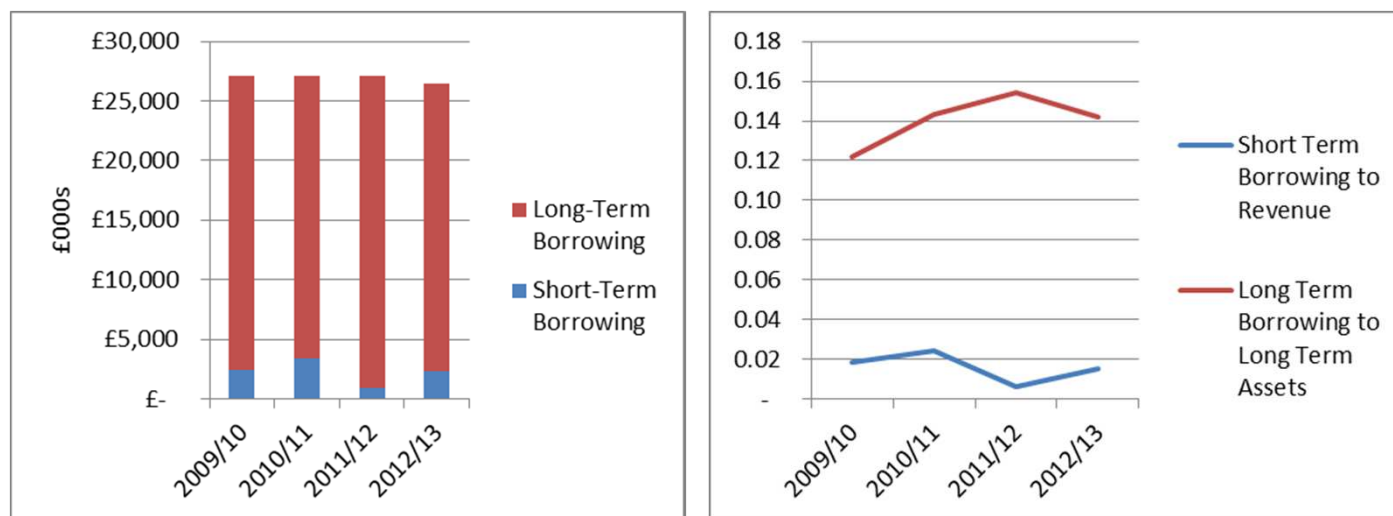 £30,000
£25,000
£20,000
£15,000
£10,000
£5,000
£-
£000s
2009/10
2010/11
2011/12
2012/13
Long-Term
Borrowing
Short-Term
Borrowing
0.18
0.16
0.14
0.12
0.10
0.08
0.06
0.04
0.02
-
2009/10
2010/11
2011/12
2012/13
Short Term
Borrowing to
Revenue
Long Term
Borrowing to
Long Term
Assets